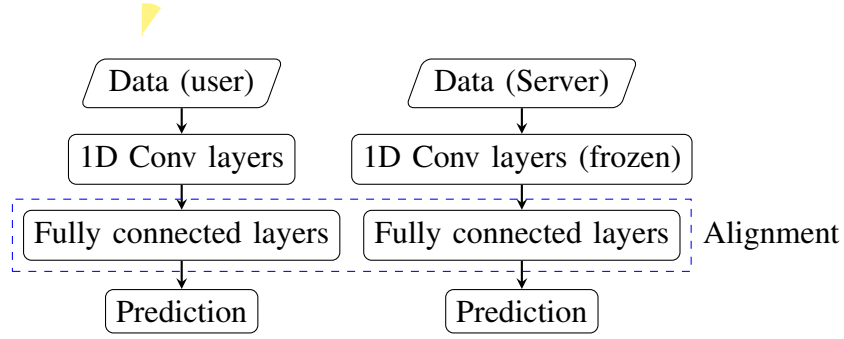 Data (user)
Data (Server)
1D Conv layers
1D Conv layers (frozen)
Fully connected layers
Fully connected layers
Alignment
Prediction
Prediction